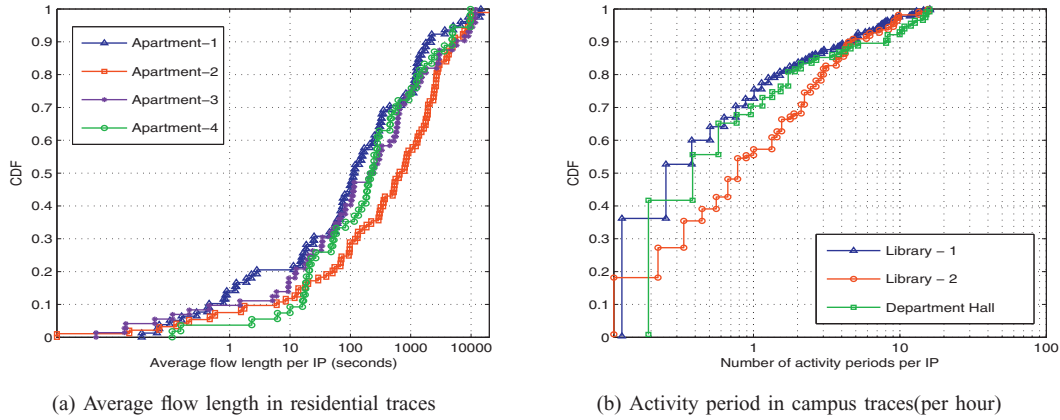 1
0.9
0.8
0.7
0.6
0.5
0.4
0.3
0.2
0.1
0
CDF
Apartment-1
Apartment-2
Apartment-3
Apartment-4
1 10 100 1000 10000
Average flow length per IP (seconds)
(a) Average flow length in residential traces
1
0.9
0.8
0.7
0.6
0.5
0.4
0.3
0.2
0.1
0
CDF
Library - 1
Library - 2
Department Hall
1 10 100
Number of activity periods per IP
(b) Activity period in campus traces(per hour)